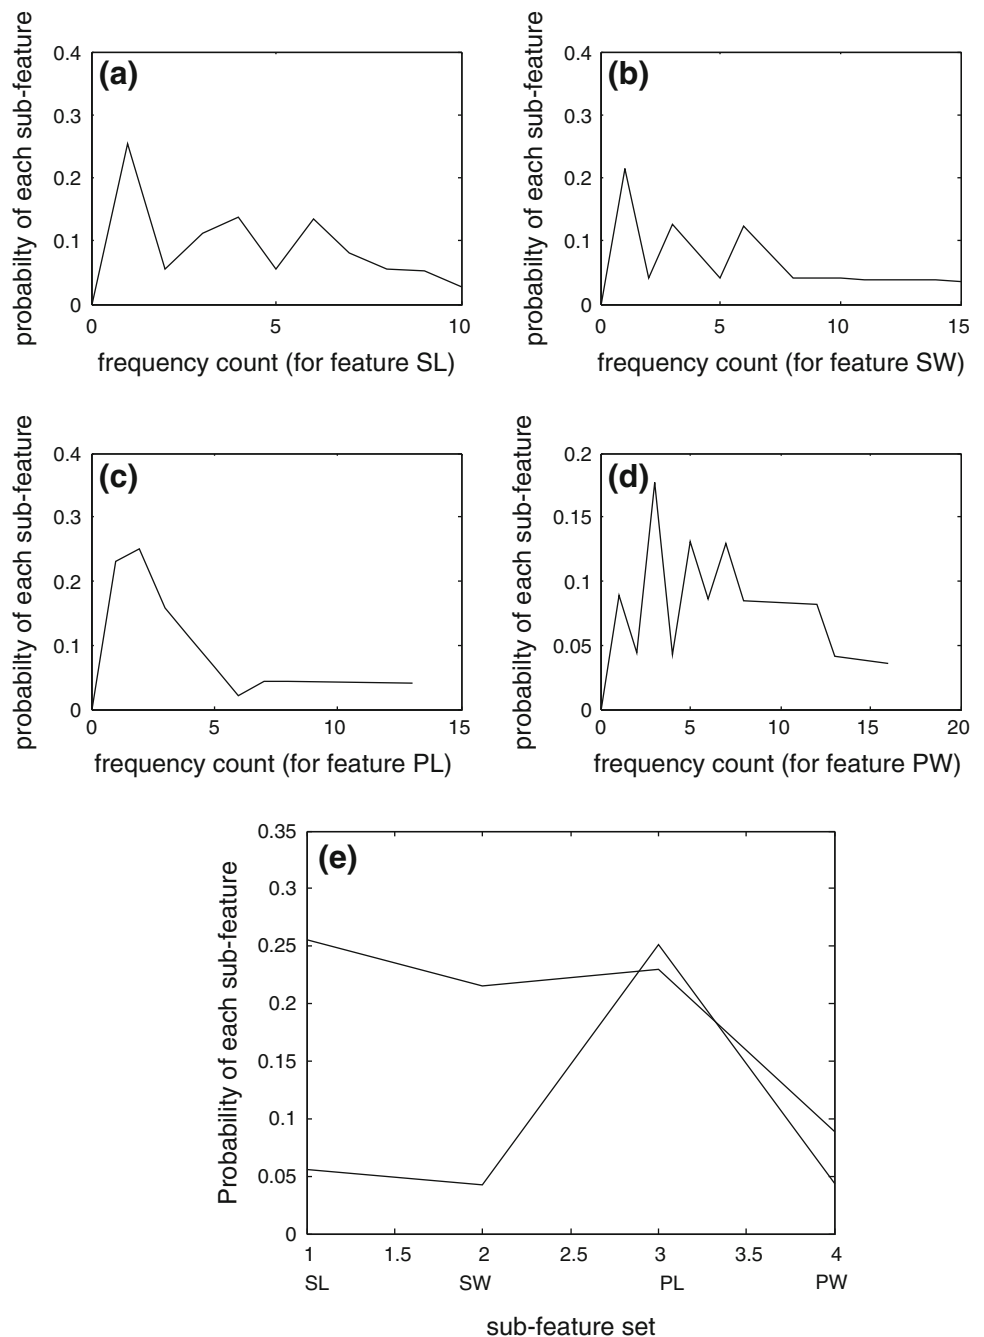 (a)
probabilty of each sub-feature
0.4
0.3
0.2
0.1
0
0 5 10
frequency count (for feature SL)
(b)
probabilty of each sub-feature
0.4
0.3
0.2
0.1
0
0 5 10 15
frequency count (for feature SW)
(c)
probabilty of each sub-feature
0.4
0.3
0.2
0.1
0
0 5 10 15
frequency count (for feature PL)
(d)
probabilty of each sub-feature
0.2
0.15
0.1
0.05
0
0 5 10 15 20
frequency count (for feature PW)
(e)
Probability of each sub-feature
0.35
0.3
0.25
0.2
0.15
0.1
0.05
0
1 1.5 2 2.5 3 3.5 4
SL SW PL PW
sub-feature set